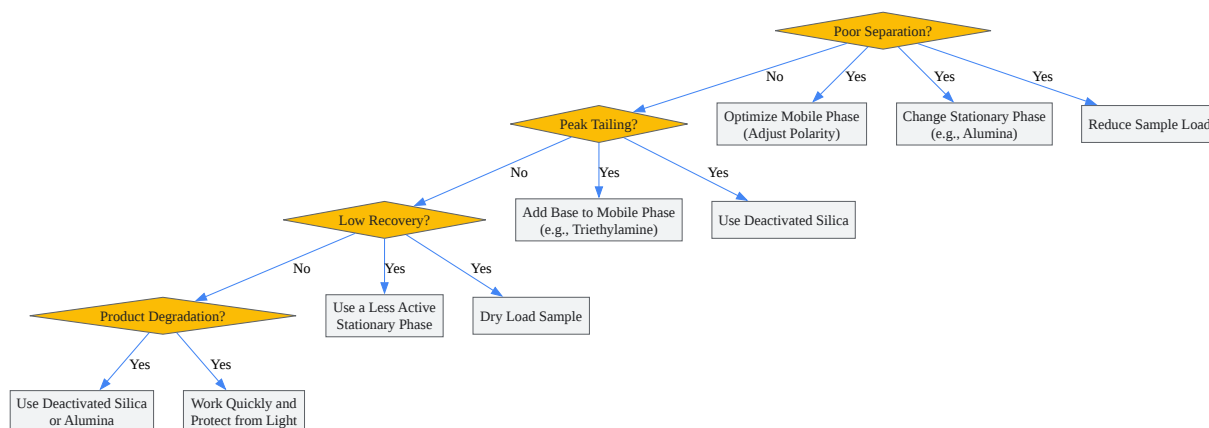 Poor Separation?
No
Yes
Yes
Yes
Peak Tailing?
Optimize Mobile Phase
(Adjust Polarity)
Change Stationary Phase
(e.g., Alumina)
Reduce Sample Load
No
Yes
Yes
Low Recovery?
Add Base to Mobile Phase
(e.g., Triethylamine)
Use Deactivated Silica
No
Yes
Yes
Product Degradation?
Use a Less Active
Stationary Phase
Dry Load Sample
Yes
Yes
Use Deactivated Silica
or Alumina
Work Quickly and
Protect from Light